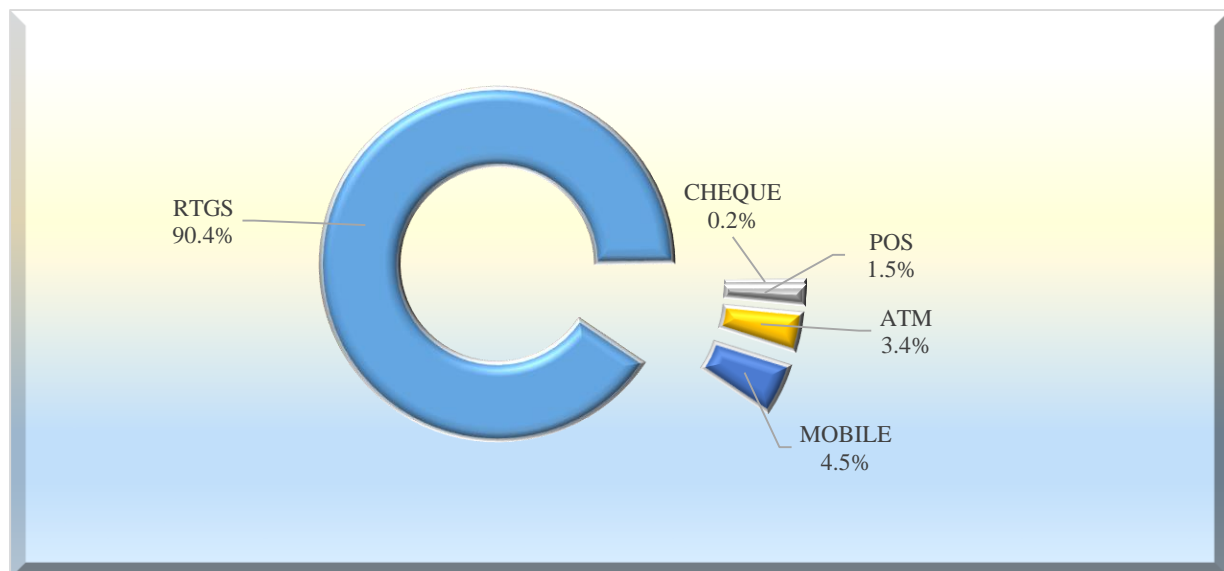 CHEQUE
0.2%
RTGS
90.4%
POS
1.5%
ATM
3.4%
MOBILE
4.5%